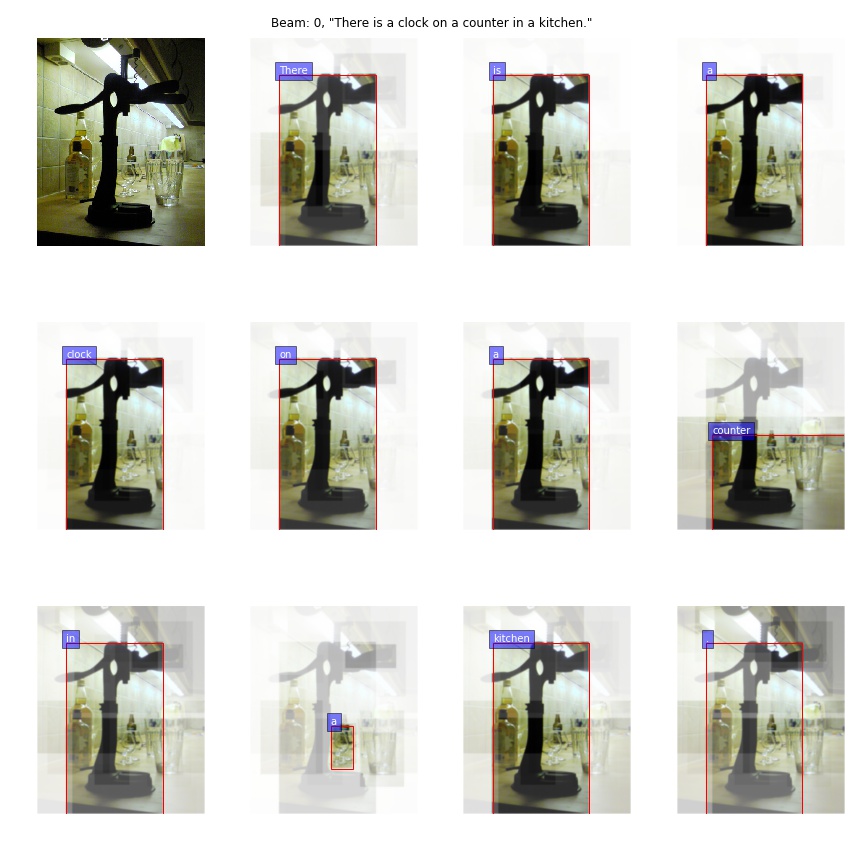 Beam: 0, "There is a clock on a counter in a kitchen."
There
is
a
clock
on
a
counter
in
a
kitchen